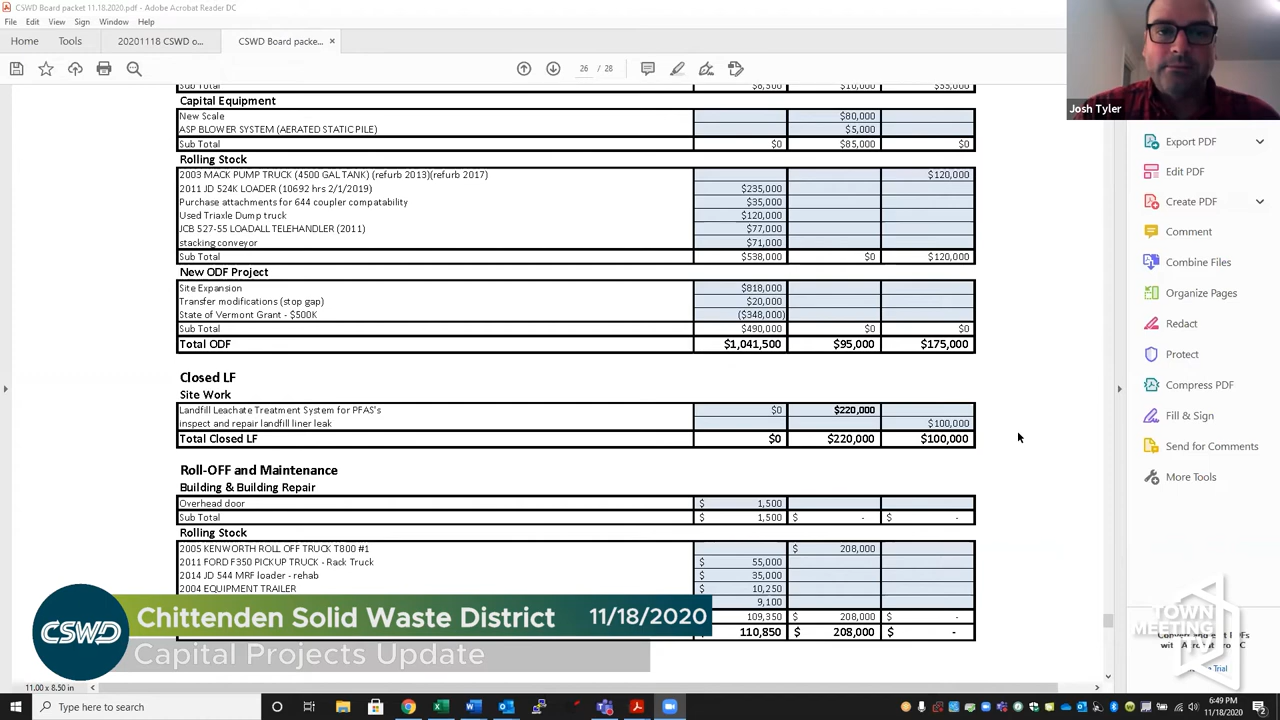 CSWD Board packet 11.18.2020.pdf - Adobe Acrobat Reader DC
File Edit View Sign Window Help
Home Tools 20201118 CSWD o... CSWD Board packe... ×
26 / 28
Josh Tyler
Sub Total $6,500 $10,000 $55,000
Capital Equipment
New Scale $80,000
ASP BLOWER SYSTEM (AERATED STATIC PILE) $5,000
Sub Total $0 $85,000 $0
Rolling Stock
2003 MACK PUMP TRUCK (4500 GAL TANK) (refurb 2013)(refurb 2017) $120,000
2011 JD 524K LOADER (10692 hrs 2/1/2019) $235,000
Purchase attachments for 644 coupler compatability $35,000
Used Triaxle Dump truck $120,000
JCB 527-55 LOADALL TELEHANDLER (2011) $77,000
stacking conveyor $71,000
Sub Total $538,000 $0 $120,000
New ODF Project
Site Expansion $818,000
Transfer modifications (stop gap) $20,000
State of Vermont Grant - $500K ($348,000)
Sub Total $490,000 $0 $0
Total ODF $1,041,500 $95,000 $175,000
Closed LF
Site Work
Landfill Leachate Treatment System for PFAS's $0 $220,000
inspect and repair landfill liner leak $100,000
Total Closed LF $0 $220,000 $100,000
Roll-OFF and Maintenance
Building & Building Repair
Overhead door $ 1,500
Sub Total $ 1,500 $ - $ -
Rolling Stock
2005 KENWORTH ROLL OFF TRUCK T800 #1 $ 208,000
2011 FORD F350 PICKUP TRUCK - Rack Truck $ 55,000
2014 JD 544 MRF loader - rehab $ 35,000
2004 EQUIPMENT TRAILER $ 10,250
9,100
109,350 208,000 $ -
110,850 $ 208,000 $ -
CSWD
Chittenden Solid Waste District 11/18/2020
Capital Projects Update
Export PDF
Edit PDF
Create PDF
Comment
Combine Files
Organize Pages
Redact
Protect
Compress PDF
Fill & Sign
Send for Comments
More Tools
TOWN
MEETING
11.00 x 8.50 in
Type here to search
6:49 PM
11/18/2020